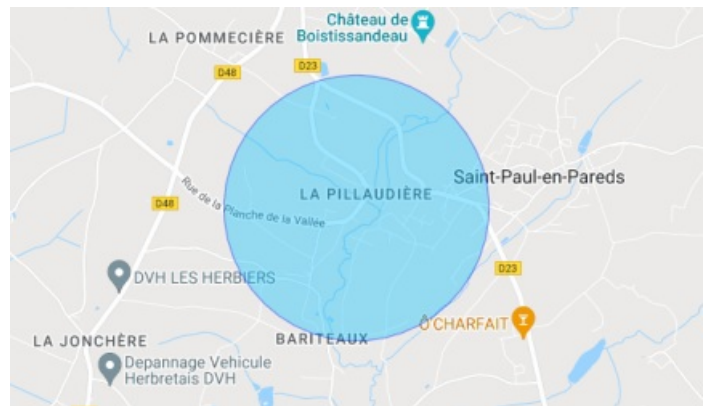 Château de
Boistissandeau
LA POMMECIÈRE
D23
D48
Saint-Paul-en-Pareds
LA PILLAUDIÈRE
Rue de la Planche de la Vallée
D48
D23
DVH LES HERBIERS
Ô'CHARFAIT
LA JONCHÈRE
BARITEAUX
Depannage Vehicule
Herbretais DVH